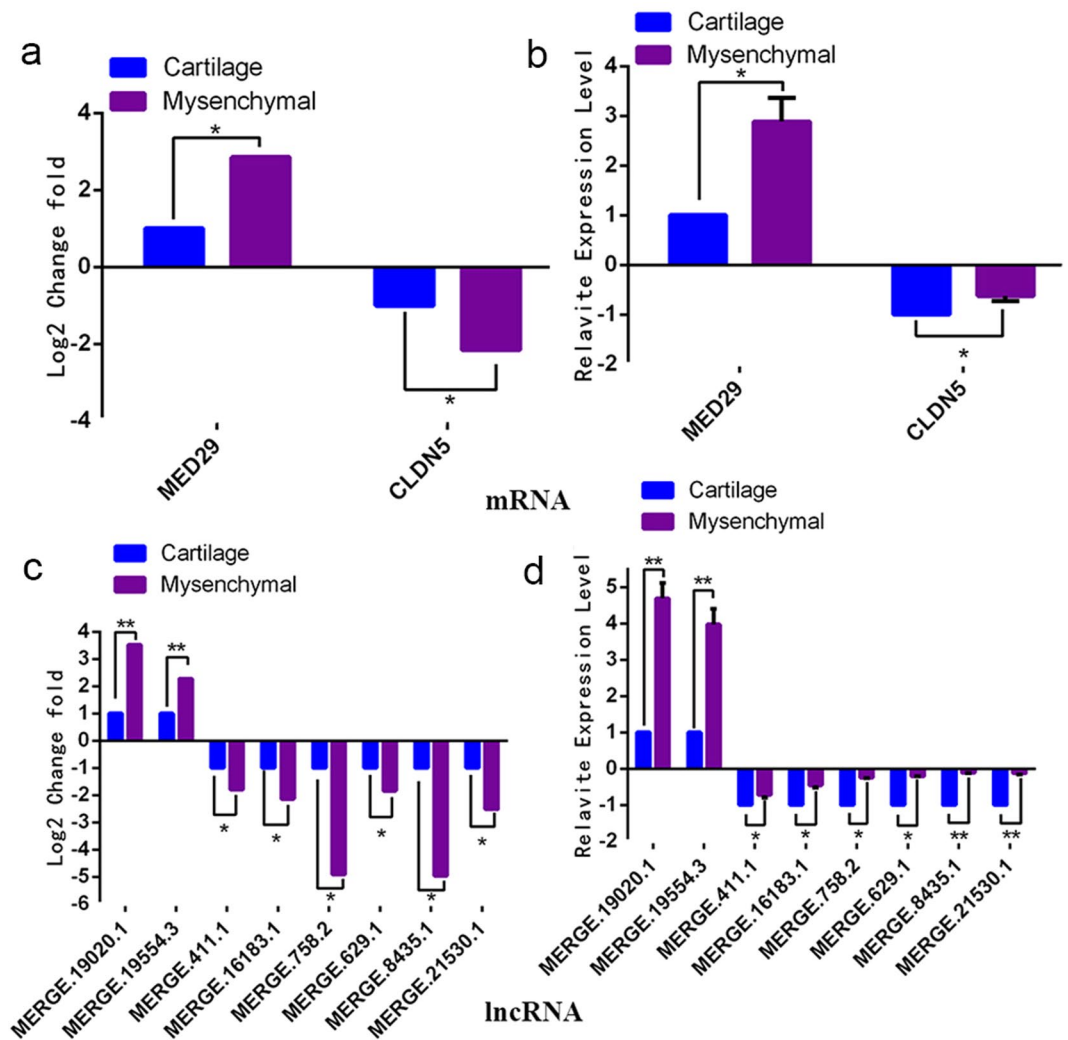 a
Cartilage
Mysenchymal
Log2 Change fold
4
2
0
-2
-4
*
*
MED29
CLDN5
b
Cartilage
Mysenchymal
Relavite Expression Level
4
3
2
1
0
-1
-2
*
*
MED29
CLDN5
mRNA
c
Cartilage
Mysenchymal
Log2 Change fold
4
3
2
1
0
-1
-2
-3
-4
-5
-6
**
**
*
*
*
*
*
*
MERGE.19020.1
MERGE.19554.3
MERGE.411.1
MERGE.16183.1
MERGE.758.2
MERGE.629.1
MERGE.8435.1
MERGE.21530.1
d
Cartilage
Mysenchymal
Relavite Expression Level
5
4
3
2
1
0
-1
-2
**
**
*
*
*
*
**
**
MERGE.19020.1
MERGE.19554.3
MERGE.411.1
MERGE.16183.1
MERGE.758.2
MERGE.629.1
MERGE.8435.1
MERGE.21530.1
lncRNA